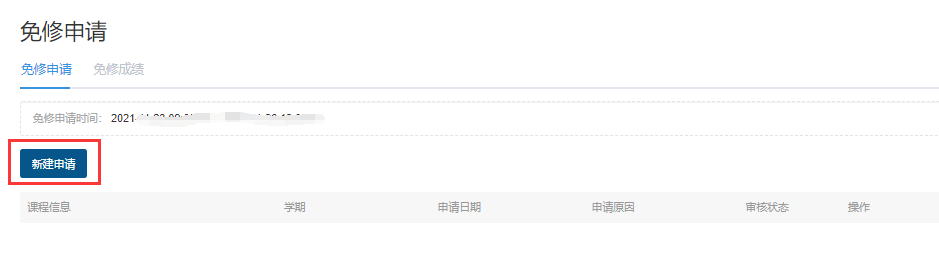 免修申请
免修申请 免修成绩
免修申请时间： 2021
新建申请
课程信息 学期 申请日期 申请原因 审核状态 操作